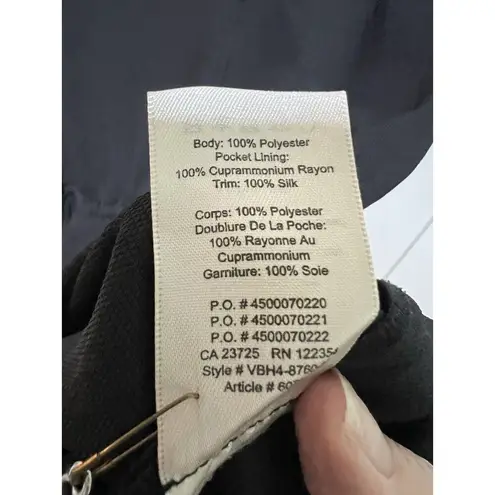 Body: 100% Polyester
Pocket Lining:
100% Cuprammonium Rayon
Trim: 100% Silk
Corps: 100% Polyester
Doublure De La Poche:
100% Rayonne Au
Cuprammonium
Garniture: 100% Soie
P.O. # 4500070220
P.O. # 4500070221
P.O. # 4500070222
CA 23725 RN
Style #
Article #